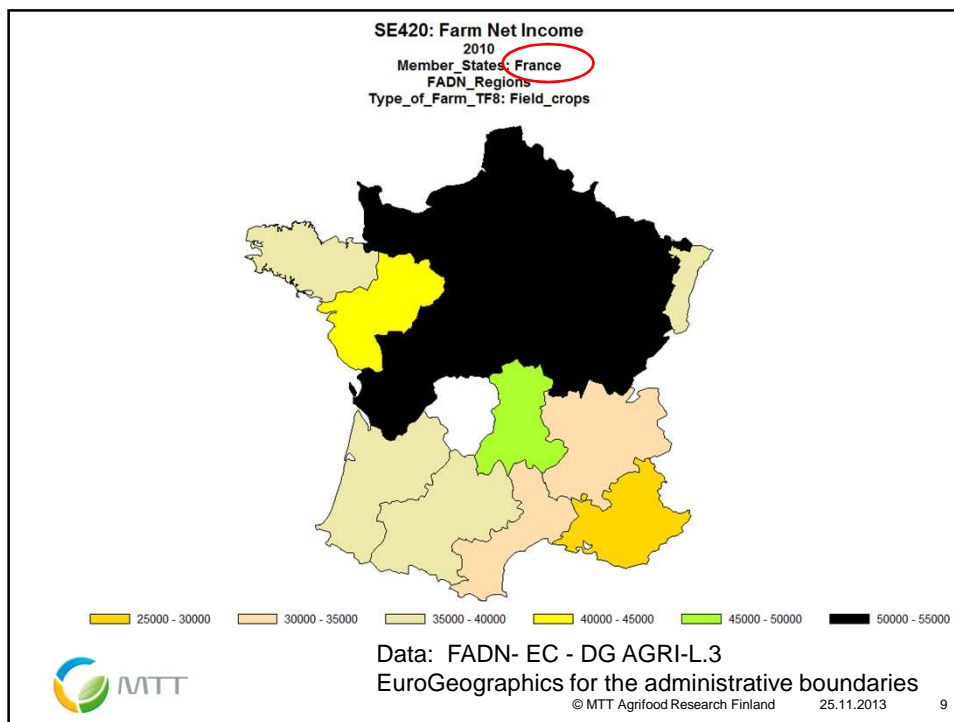 SE420: Farm Net Income
2010
Member_States: France
FADN_Regions
Type_of_Farm_TF8: Field_crops
25000 - 30000 30000 - 35000 35000 - 40000 40000 - 45000 45000 - 50000 50000 - 55000
Data: FADN- EC - DG AGRI-L.3
EuroGeographics for the administrative boundaries
MTT
© MTT Agrifood Research Finland 25.11.2013 9